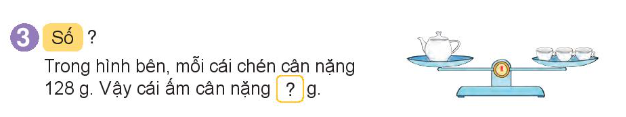 3 Số ?
Trong hình bên, mỗi cái chén cân nặng
128 g. Vậy cái ấm cân nặng ? g.